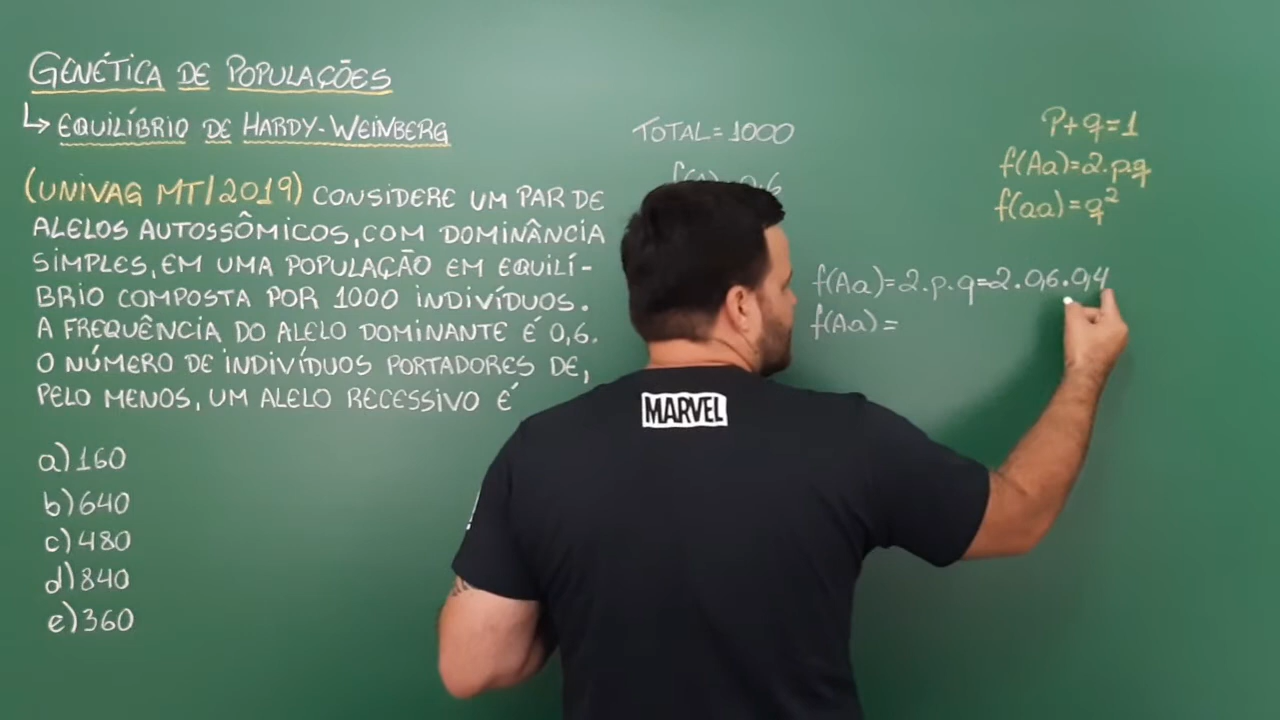 GENÉTICA DE POPULAÇÕES
↳ EQUILÍBRIO DE HARDY-WEINBERG
(UNIVAG MT/2019) CONSIDERE UM PAR DE
ALELOS AUTOSSÔMICOS, COM DOMINÂNCIA
SIMPLES, EM UMA POPULAÇÃO EM EQUILÍ-
BRIO COMPOSTA POR 1000 INDIVÍDUOS.
A FREQUÊNCIA DO ALELO DOMINANTE É 0,6.
O NÚMERO DE INDIVÍDUOS PORTADORES DE,
PELO MENOS, UM ALELO RECESSIVO É
a) 160
b) 640
c) 480
d) 840
e) 360
TOTAL = 1000
p+q=1
f(Aa)=2.p.q
f(aa)=q²
f(Aa)=2.p.q=2.0,6.0,4
f(Aa)=
MARVEL